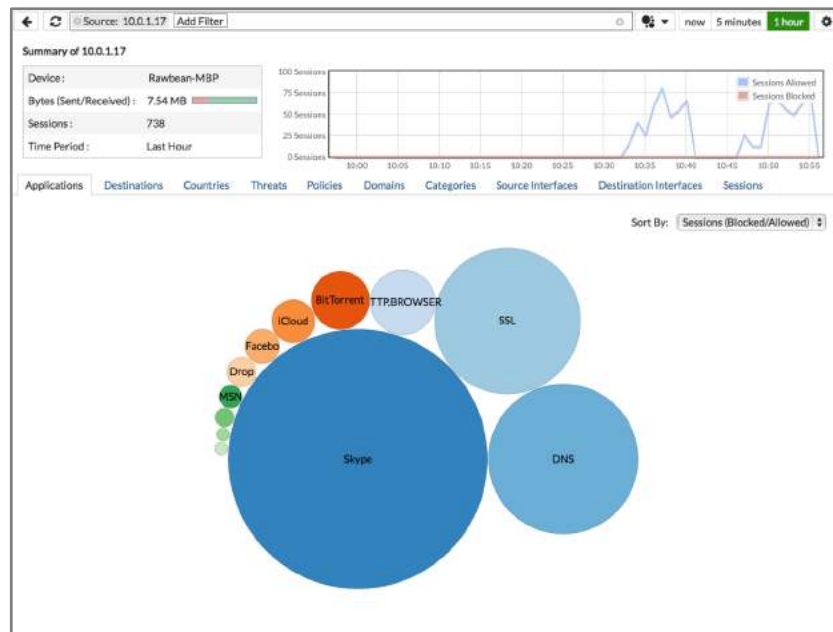 Source: 10.0.1.17 Add Filter now 5 minutes 1 hour
Summary of 10.0.1.17
Device : Rawbean-MBP
Bytes (Sent/Received) : 7.54 MB
Sessions : 738
Time Period : Last Hour
100 Sessions
75 Sessions
50 Sessions
25 Sessions
0 Sessions
Sessions Allowed
Sessions Blocked
10:00 10:05 10:10 10:15 10:20 10:25 10:30 10:35 10:40 10:45 10:50 10:55
Applications Destinations Countries Threats Policies Domains Categories Source Interfaces Destination Interfaces Sessions
Sort By: Sessions (Blocked/Allowed)
BitTorrent
TTP.BROWSER
iCloud
SSL
Facebo
Drop
MSN
Skype
DNS